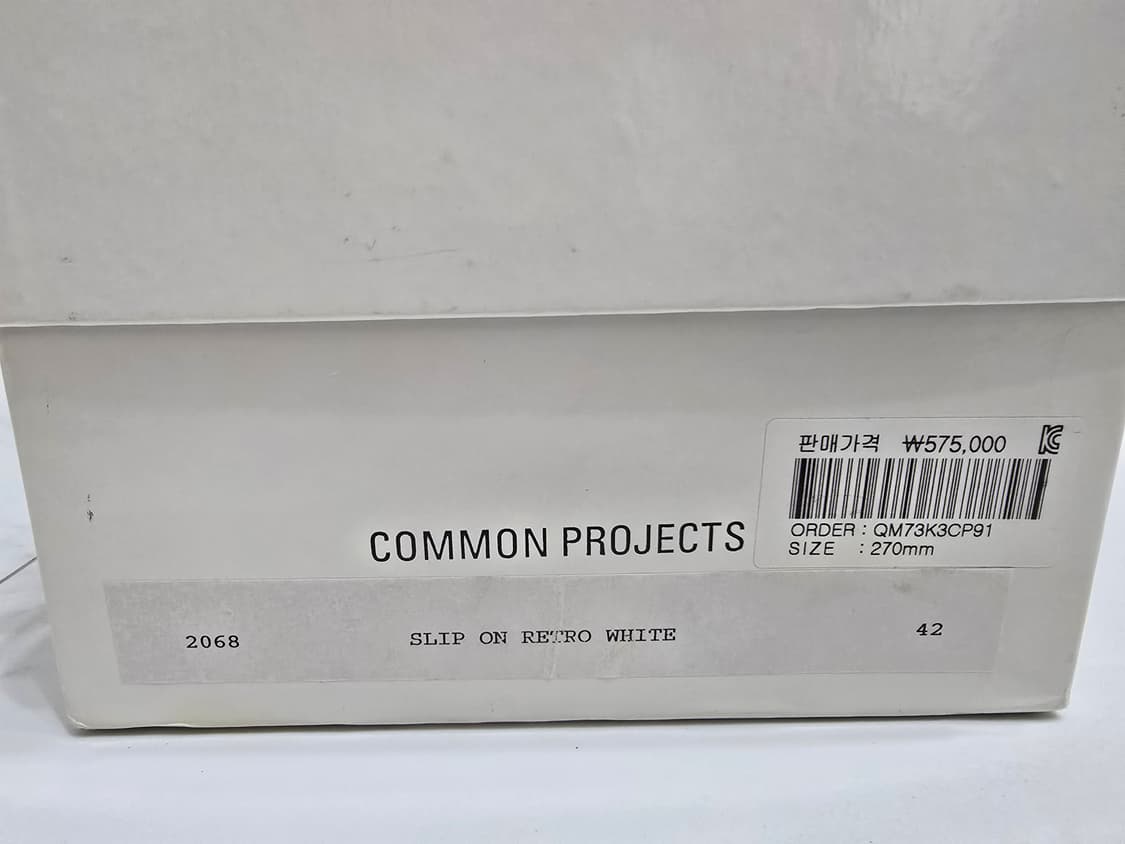 판매가격 ₩575,000
ORDER : QM73K3CP91
SIZE : 270mm
COMMON PROJECTS
2068 SLIP ON RETRO WHITE 42